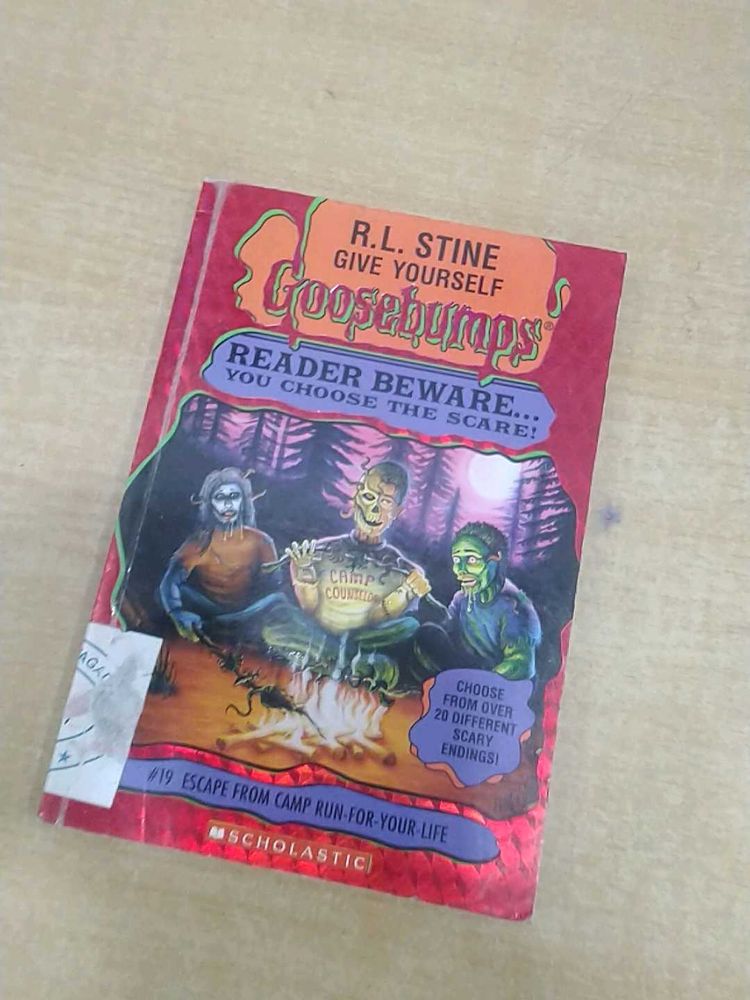 R.L. STINE
GIVE YOURSELF
Goosebumps®
READER BEWARE...
YOU CHOOSE THE SCARE!
CAMP
COUNSELOR
CHOOSE
FROM OVER
20 DIFFERENT
SCARY
ENDINGS!
#19 ESCAPE FROM CAMP RUN-FOR-YOUR-LIFE
SCHOLASTIC